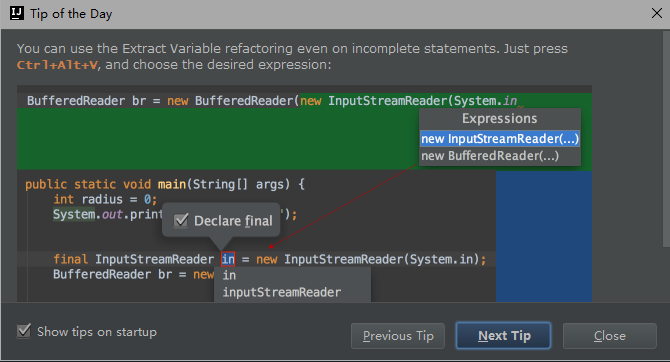 IJ Tip of the Day
You can use the Extract Variable refactoring even on incomplete statements. Just press
Ctrl+Alt+V, and choose the desired expression:
BufferedReader br = new BufferedReader(new InputStreamReader(System.in
Expressions
new InputStreamReader(...)
new BufferedReader(...)
public static void main(String[] args) {
int radius = 0;
System.out.print ");
Declare final
final InputStreamReader in = new InputStreamReader(System.in);
BufferedReader br = new
in
inputStreamReader
Show tips on startup
Previous Tip
Next Tip
Close